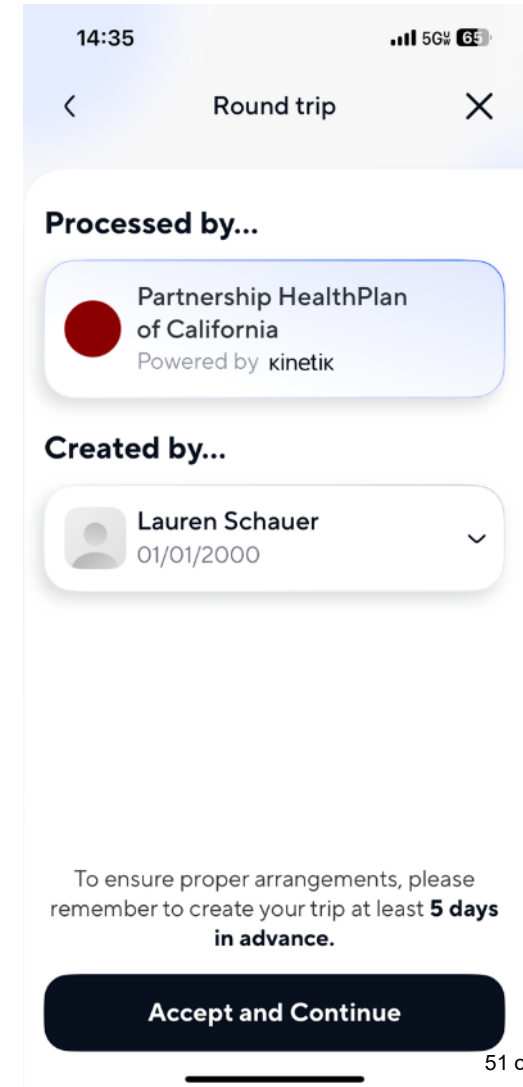 14:35
5G 65
Round trip
Processed by...
Partnership HealthPlan
of California
Powered by kinetik
Created by...
Lauren Schauer
01/01/2000
To ensure proper arrangements, please
remember to create your trip at least 5 days
in advance.
Accept and Continue
51 o